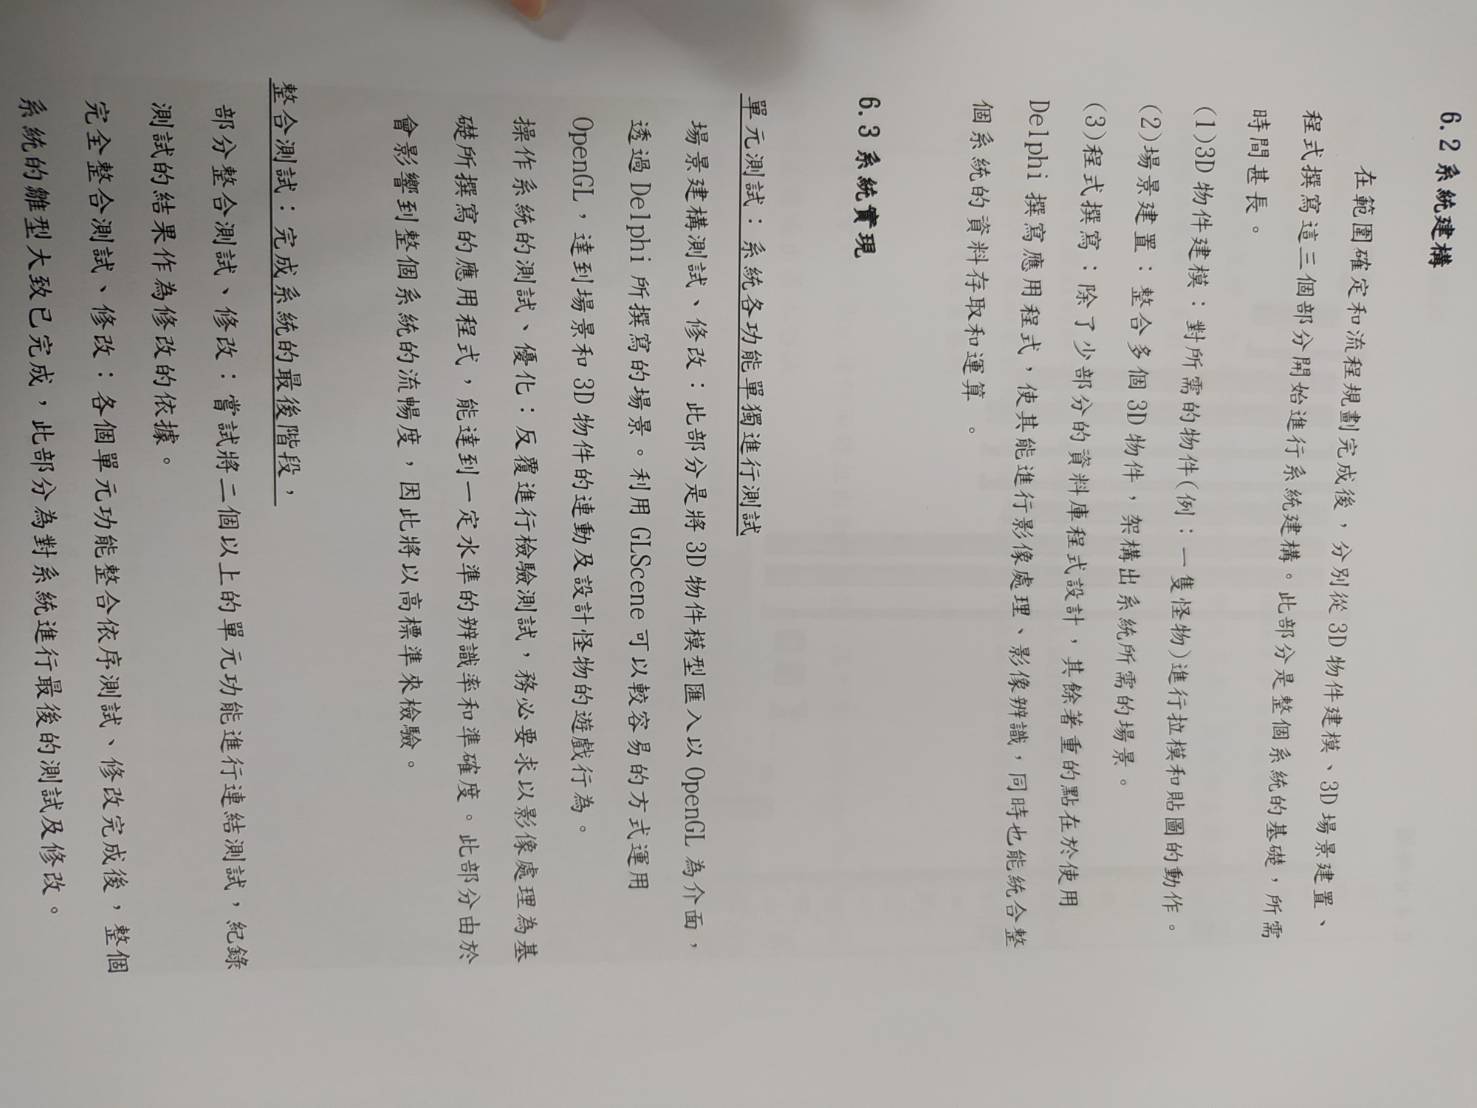 6.2 系統建構
在範圍確定和流程規劃完成後，分別從 3D 物件建模、3D 場景建置、
程式撰寫這三個部分開始進行系統建構。此部分是整個系統的基礎，所需
時間甚長。
(1)3D 物件建模：對所需的物件(例：一隻怪物)進行拉模和貼圖的動作。
(2)場景建置：整合多個 3D 物件，架構出系統所需的場景。
(3)程式撰寫：除了少部分的資料庫程式設計，其餘著重的點在於使用
Delphi 撰寫應用程式，使其能進行影像處理、影像辨識，同時也能統合整
個系統的資料存取和運算 。
6.3 系統實現
單元測試：系統各功能單獨進行測試
場景建構測試、修改：此部分是將 3D 物件模型匯入以 OpenGL 為介面，
透過 Delphi 所撰寫的場景。利用 GLScene 可以較容易的方式運用
OpenGL，達到場景和 3D 物件的連動及設計怪物的遊戲行為。
操作系統的測試、優化：反覆進行檢驗測試，務必要求以影像處理為基
礎所撰寫的應用程式，能達到一定水準的辨識率和準確度。此部分由於
會影響到整個系統的流暢度，因此將以高標準來檢驗。
整合測試：完成系統的最後階段，
部分整合測試、修改：嘗試將二個以上的單元功能進行連結測試，紀錄
測試的結果作為修改的依據。
完全整合測試、修改：各個單元功能整合依序測試、修改完成後，整個
系統的雛型大致已完成，此部分為對系統進行最後的測試及修改。